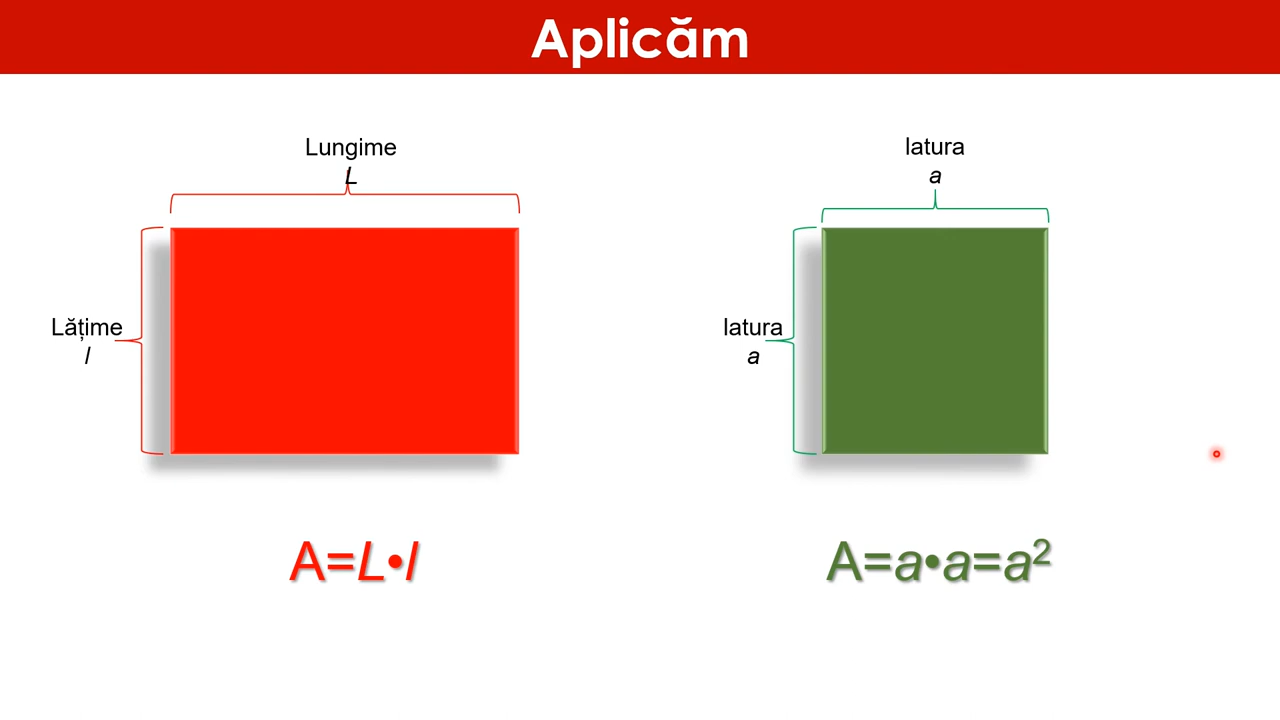 Aplicăm
Lungime
L
Lățime
l
A=L•l
latura
a
latura
a
A=a•a=a²